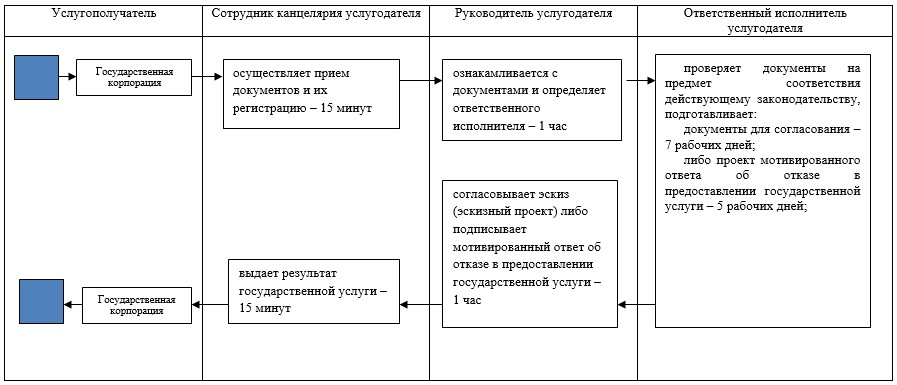 Услугополучатель
Сотрудник канцелярия услугодателя
Руководитель услугодателя
Ответственный исполнитель
услугодателя
Государственная
корпорация
осуществляет прием
документов и их
регистрацию – 15 минут
ознакамливается с
документами и определяет
ответственного
исполнителя – 1 час
проверяет документы на
предмет соответствия
действующему законодательству,
подготавливает:
документы для согласования –
7 рабочих дней;
либо проект мотивированного
ответа об отказе в
предоставлении государственной
услуги – 5 рабочих дней;
согласовывает эскиз
(эскизный проект) либо
подписывает
мотивированный ответ об
отказе в предоставлении
государственной услуги –
1 час
выдает результат
государственной услуги –
15 минут
Государственная
корпорация